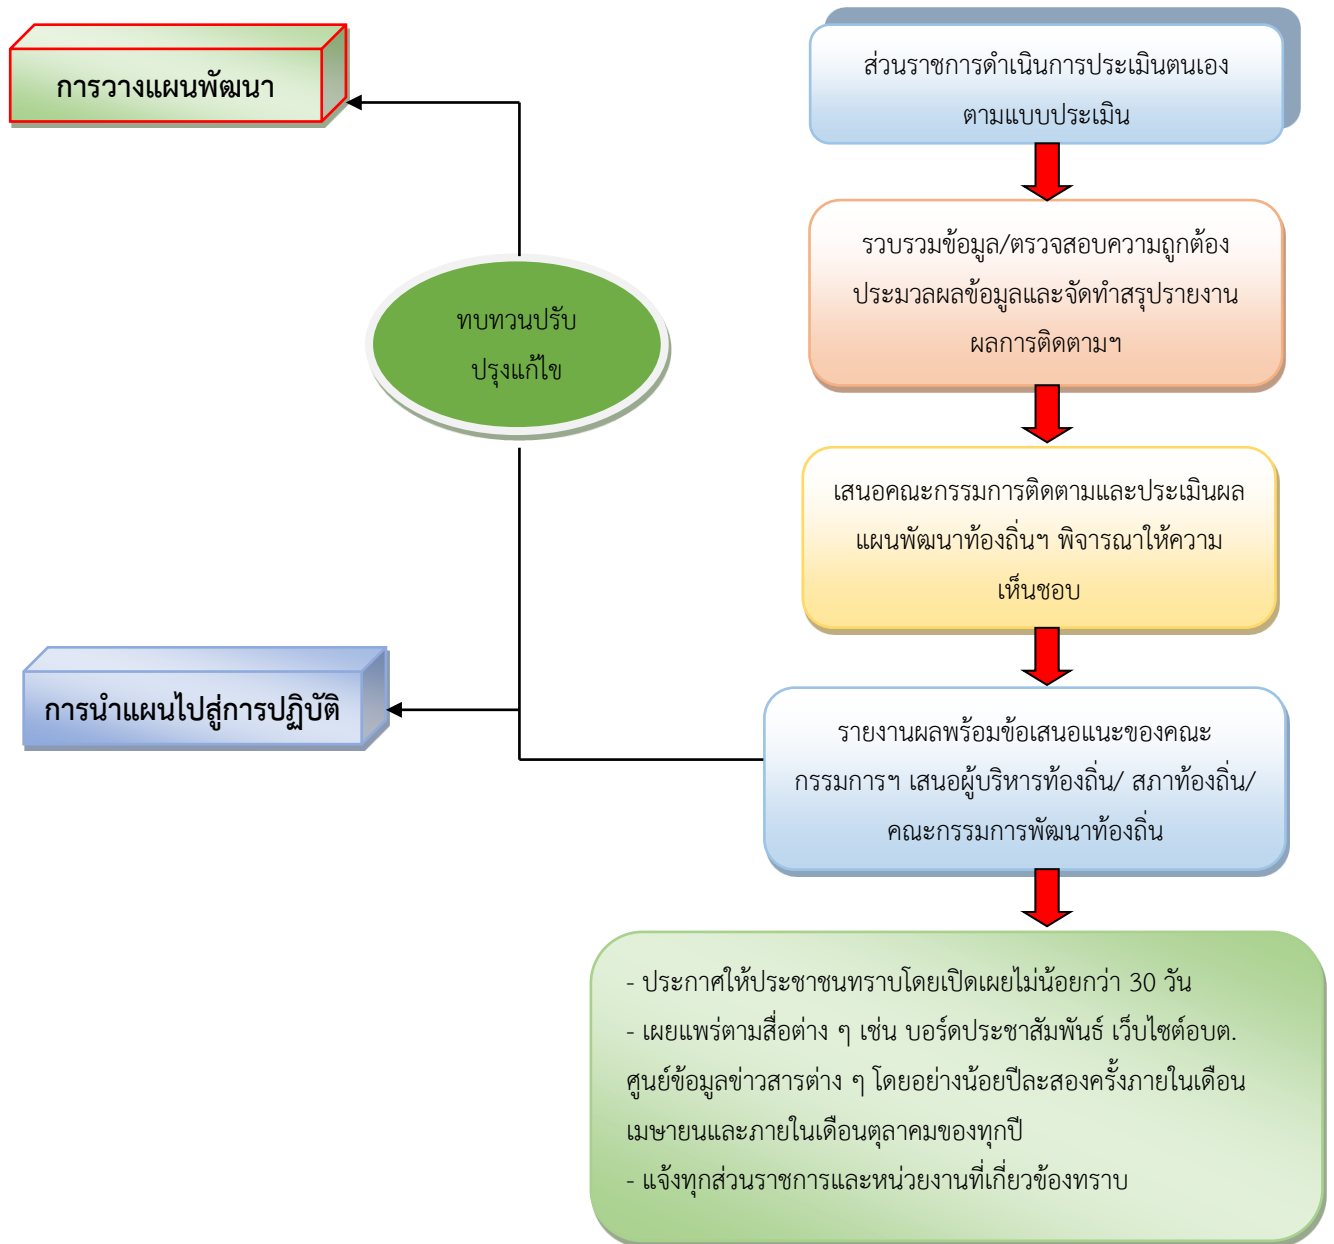 การวางแผนพัฒนา
ส่วนราชการดำเนินการประเมินตนเอง
ตามแบบประเมิน
รวบรวมข้อมูล/ตรวจสอบความถูกต้อง
ประมวลผลข้อมูลและจัดทำสรุปรายงาน
ผลการติดตามฯ
ทบทวนปรับ
ปรุงแก้ไข
เสนอคณะกรรมการติดตามและประเมินผล
แผนพัฒนาท้องถิ่นฯ พิจารณาให้ความ
เห็นชอบ
การนำแผนไปสู่การปฏิบัติ
รายงานผลพร้อมข้อเสนอแนะของคณะ
กรรมการฯ เสนอผู้บริหารท้องถิ่น/ สภาท้องถิ่น/
คณะกรรมการพัฒนาท้องถิ่น
- ประกาศให้ประชาชนทราบโดยเปิดเผยไม่น้อยกว่า 30 วัน
- เผยแพร่ตามสื่อต่าง ๆ เช่น บอร์ดประชาสัมพันธ์ เว็บไซต์อบต.
ศูนย์ข้อมูลข่าวสารต่าง ๆ โดยอย่างน้อยปีละสองครั้งภายในเดือน
เมษายนและภายในเดือนตุลาคมของทุกปี
- แจ้งทุกส่วนราชการและหน่วยงานที่เกี่ยวข้องทราบ